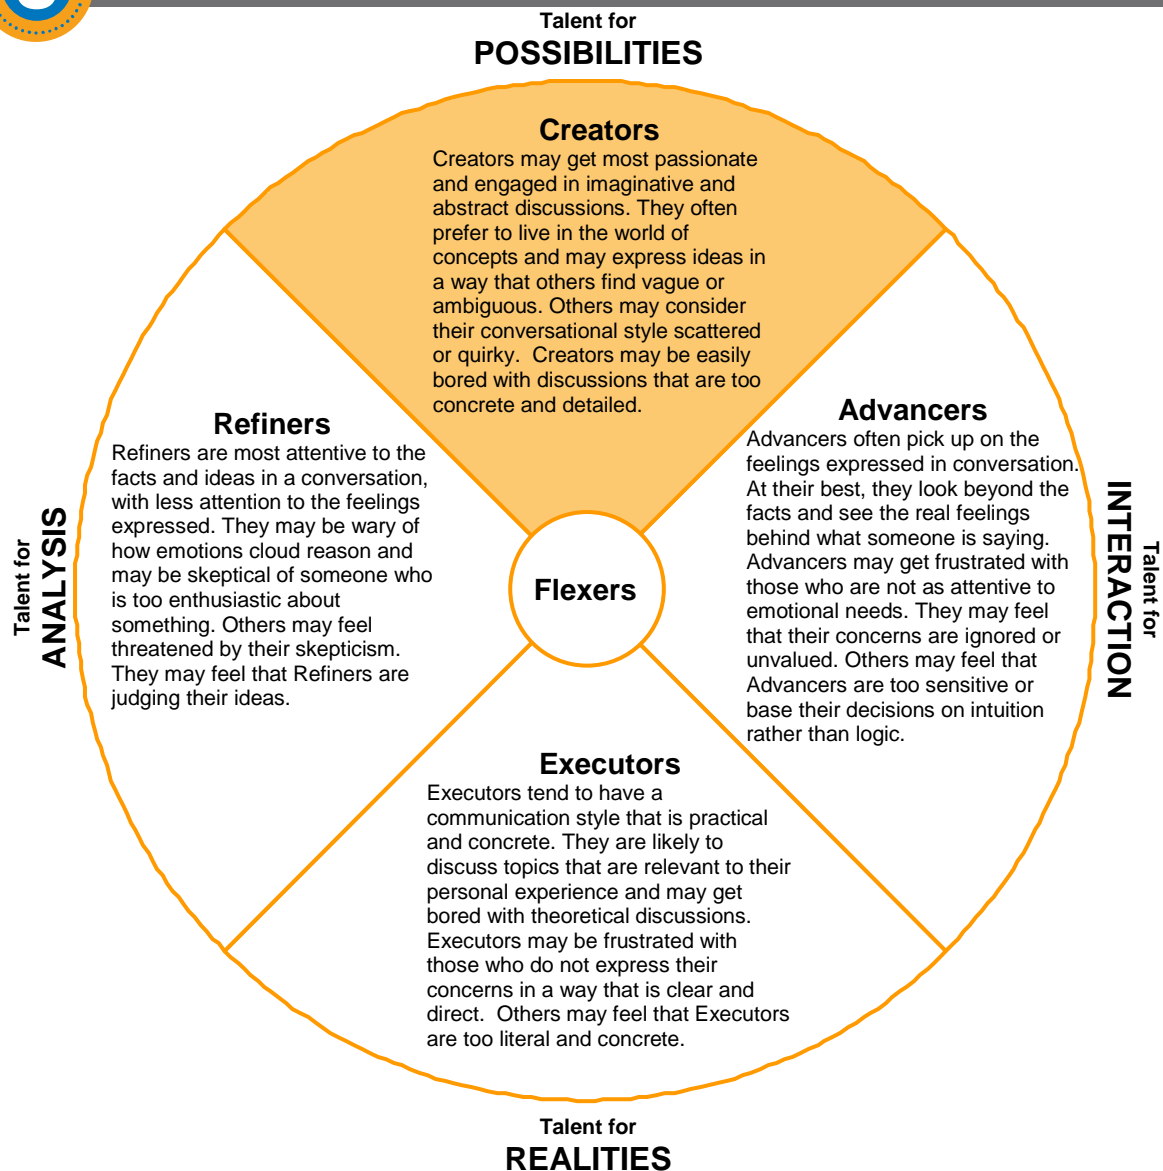 Talent for
POSSIBILITIES
Creators
Creators may get most passionate
and engaged in imaginative and
abstract discussions. They often
prefer to live in the world of
concepts and may express ideas in
a way that others find vague or
ambiguous. Others may consider
their conversational style scattered
or quirky.  Creators may be easily
bored with discussions that are too
concrete and detailed.
Talent for
ANALYSIS
Refiners
Refiners are most attentive to the
facts and ideas in a conversation,
with less attention to the feelings
expressed. They may be wary of
how emotions cloud reason and
may be skeptical of someone who
is too enthusiastic about
something. Others may feel
threatened by their skepticism.
They may feel that Refiners are
judging their ideas.
Flexers
Advancers
Advancers often pick up on the
feelings expressed in conversation.
At their best, they look beyond the
facts and see the real feelings
behind what someone is saying.
Advancers may get frustrated with
those who are not as attentive to
emotional needs. They may feel
that their concerns are ignored or
unvalued. Others may feel that
Advancers are too sensitive or
base their decisions on intuition
rather than logic.
Talent for
INTERACTION
Executors
Executors tend to have a
communication style that is practical
and concrete. They are likely to
discuss topics that are relevant to their
personal experience and may get
bored with theoretical discussions.
Executors may be frustrated with
those who do not express their
concerns in a way that is clear and
direct.  Others may feel that Executors
are too literal and concrete.
Talent for
REALITIES